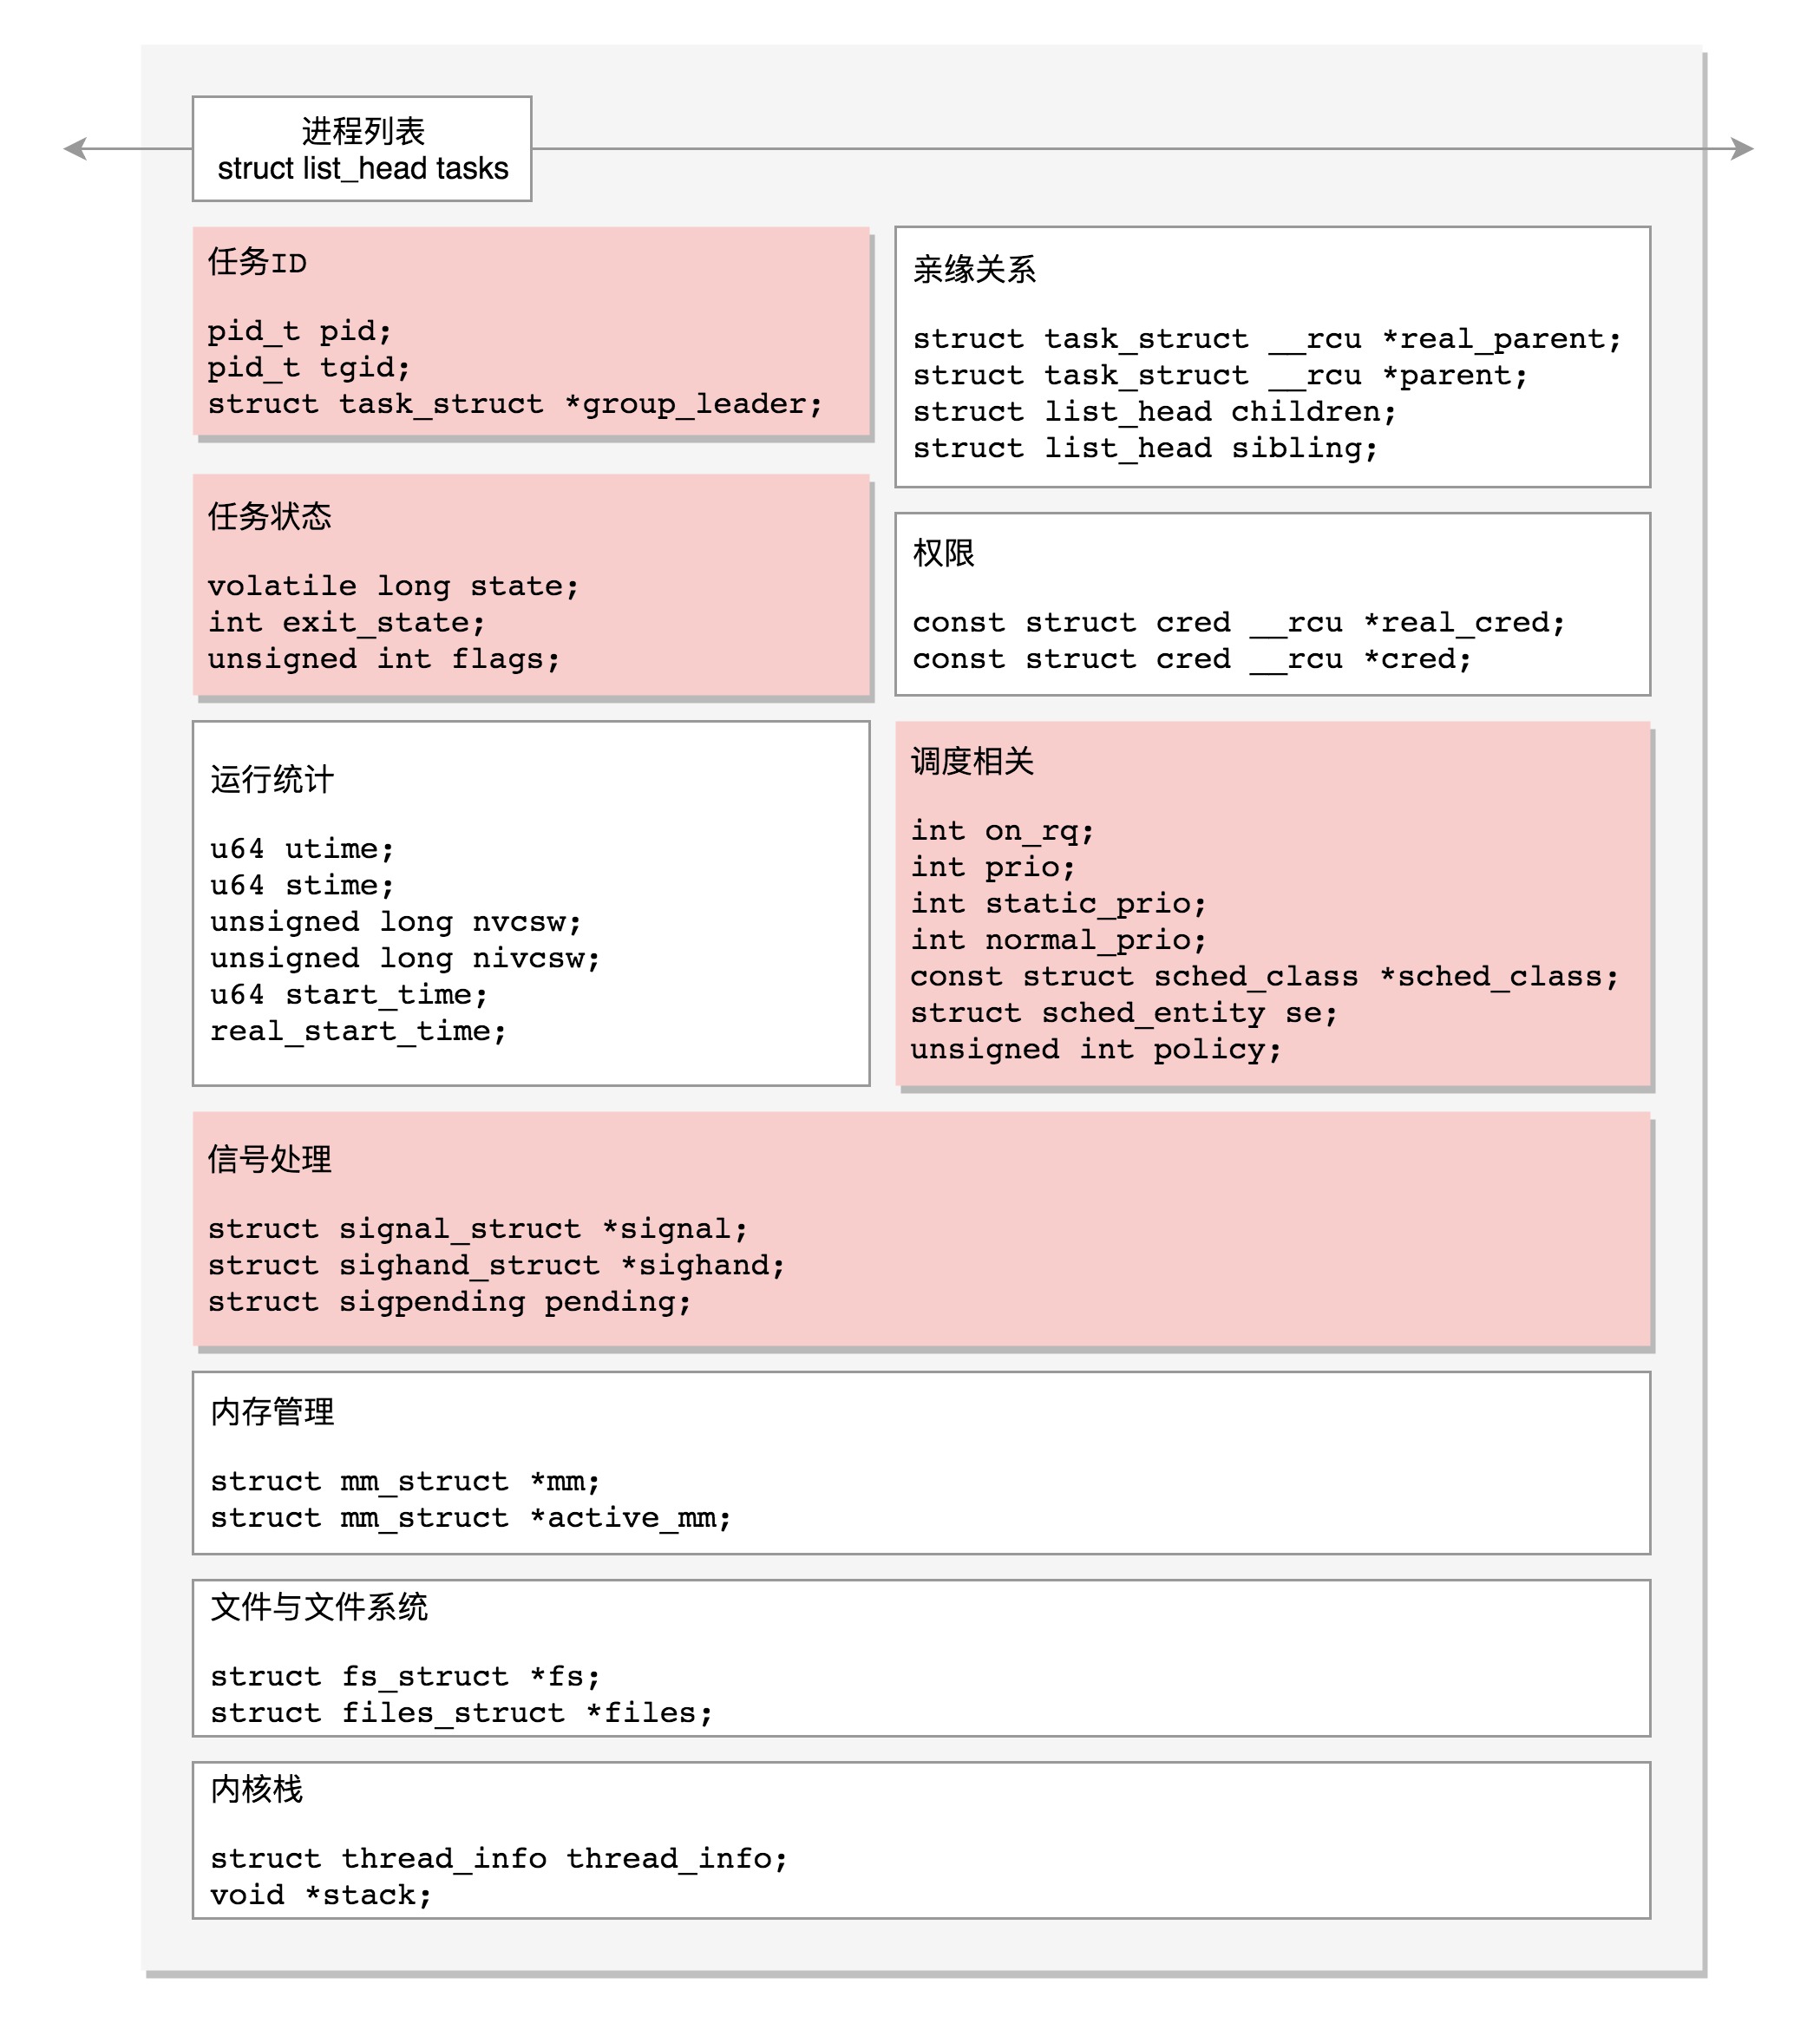 进程列表
struct list_head tasks
任务ID
pid_t pid;
pid_t tgid;
struct task_struct *group_leader;
亲缘关系
struct task_struct __rcu *real_parent;
struct task_struct __rcu *parent;
struct list_head children;
struct list_head sibling;
任务状态
volatile long state;
int exit_state;
unsigned int flags;
权限
const struct cred __rcu *real_cred;
const struct cred __rcu *cred;
运行统计
u64 utime;
u64 stime;
unsigned long nvcsw;
unsigned long nivcsw;
u64 start_time;
real_start_time;
调度相关
int on_rq;
int prio;
int static_prio;
int normal_prio;
const struct sched_class *sched_class;
struct sched_entity se;
unsigned int policy;
信号处理
struct signal_struct *signal;
struct sighand_struct *sighand;
struct sigpending pending;
内存管理
struct mm_struct *mm;
struct mm_struct *active_mm;
文件与文件系统
struct fs_struct *fs;
struct files_struct *files;
内核栈
struct thread_info thread_info;
void *stack;